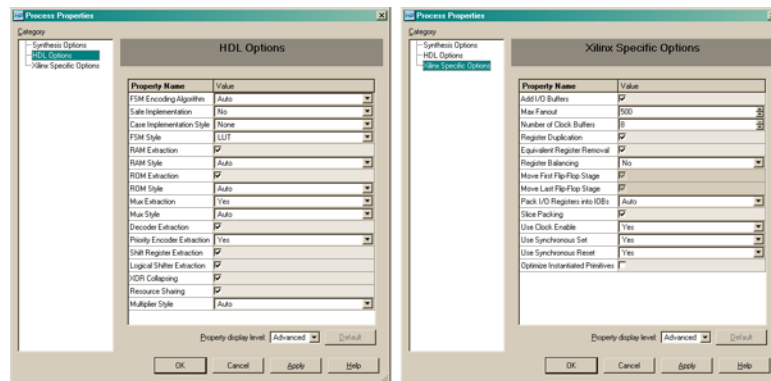 Process Properties
Category
Synthesis Options
HDL Options
Xilinx Specific Options
HDL Options
Property Name Value
FSM Encoding Algorithm Auto
Safe Implementation No
Case Implementation Style None
FSM Style LUT
RAM Extraction
RAM Style Auto
ROM Extraction
ROM Style Auto
Mux Extraction Yes
Mux Style Auto
Decoder Extraction
Priority Encoder Extraction Yes
Shift Register Extraction
Logical Shifter Extraction
XOR Collapsing
Resource Sharing
Multiplier Style Auto
Property display level: Advanced Default
OK Cancel Apply Help
Process Properties
Category
Synthesis Options
HDL Options
Xilinx Specific Options
Xilinx Specific Options
Property Name Value
Add I/O Buffers
Max Fanout 500
Number of Clock Buffers 8
Register Duplication
Equivalent Register Removal
Register Balancing No
Move First Flip-Flop Stage
Move Last Flip-Flop Stage
Pack I/O Registers into IOBs Auto
Slice Packing
Use Clock Enable Yes
Use Synchronous Set Yes
Use Synchronous Reset Yes
Optimize Instantiated Primitives
Property display level: Advanced Default
OK Cancel Apply Help